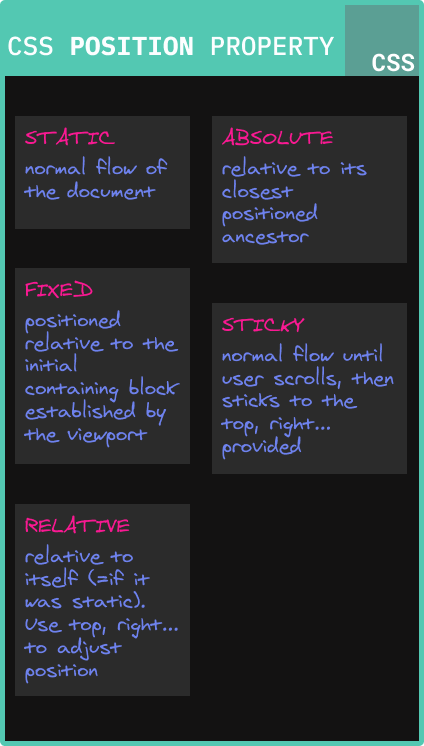 CSS POSITION PROPERTY
CSS
STATIC
normal flow of
the document
FIXED
positioned
relative to the
initial
containing block
established by
the viewport
RELATIVE
relative to
itself (=if it
was static).
Use top, right...
to adjust
position
ABSOLUTE
relative to its
closest
positioned
ancestor
STICKY
normal flow until
user scrolls, then
sticks to the
top, right...
provided